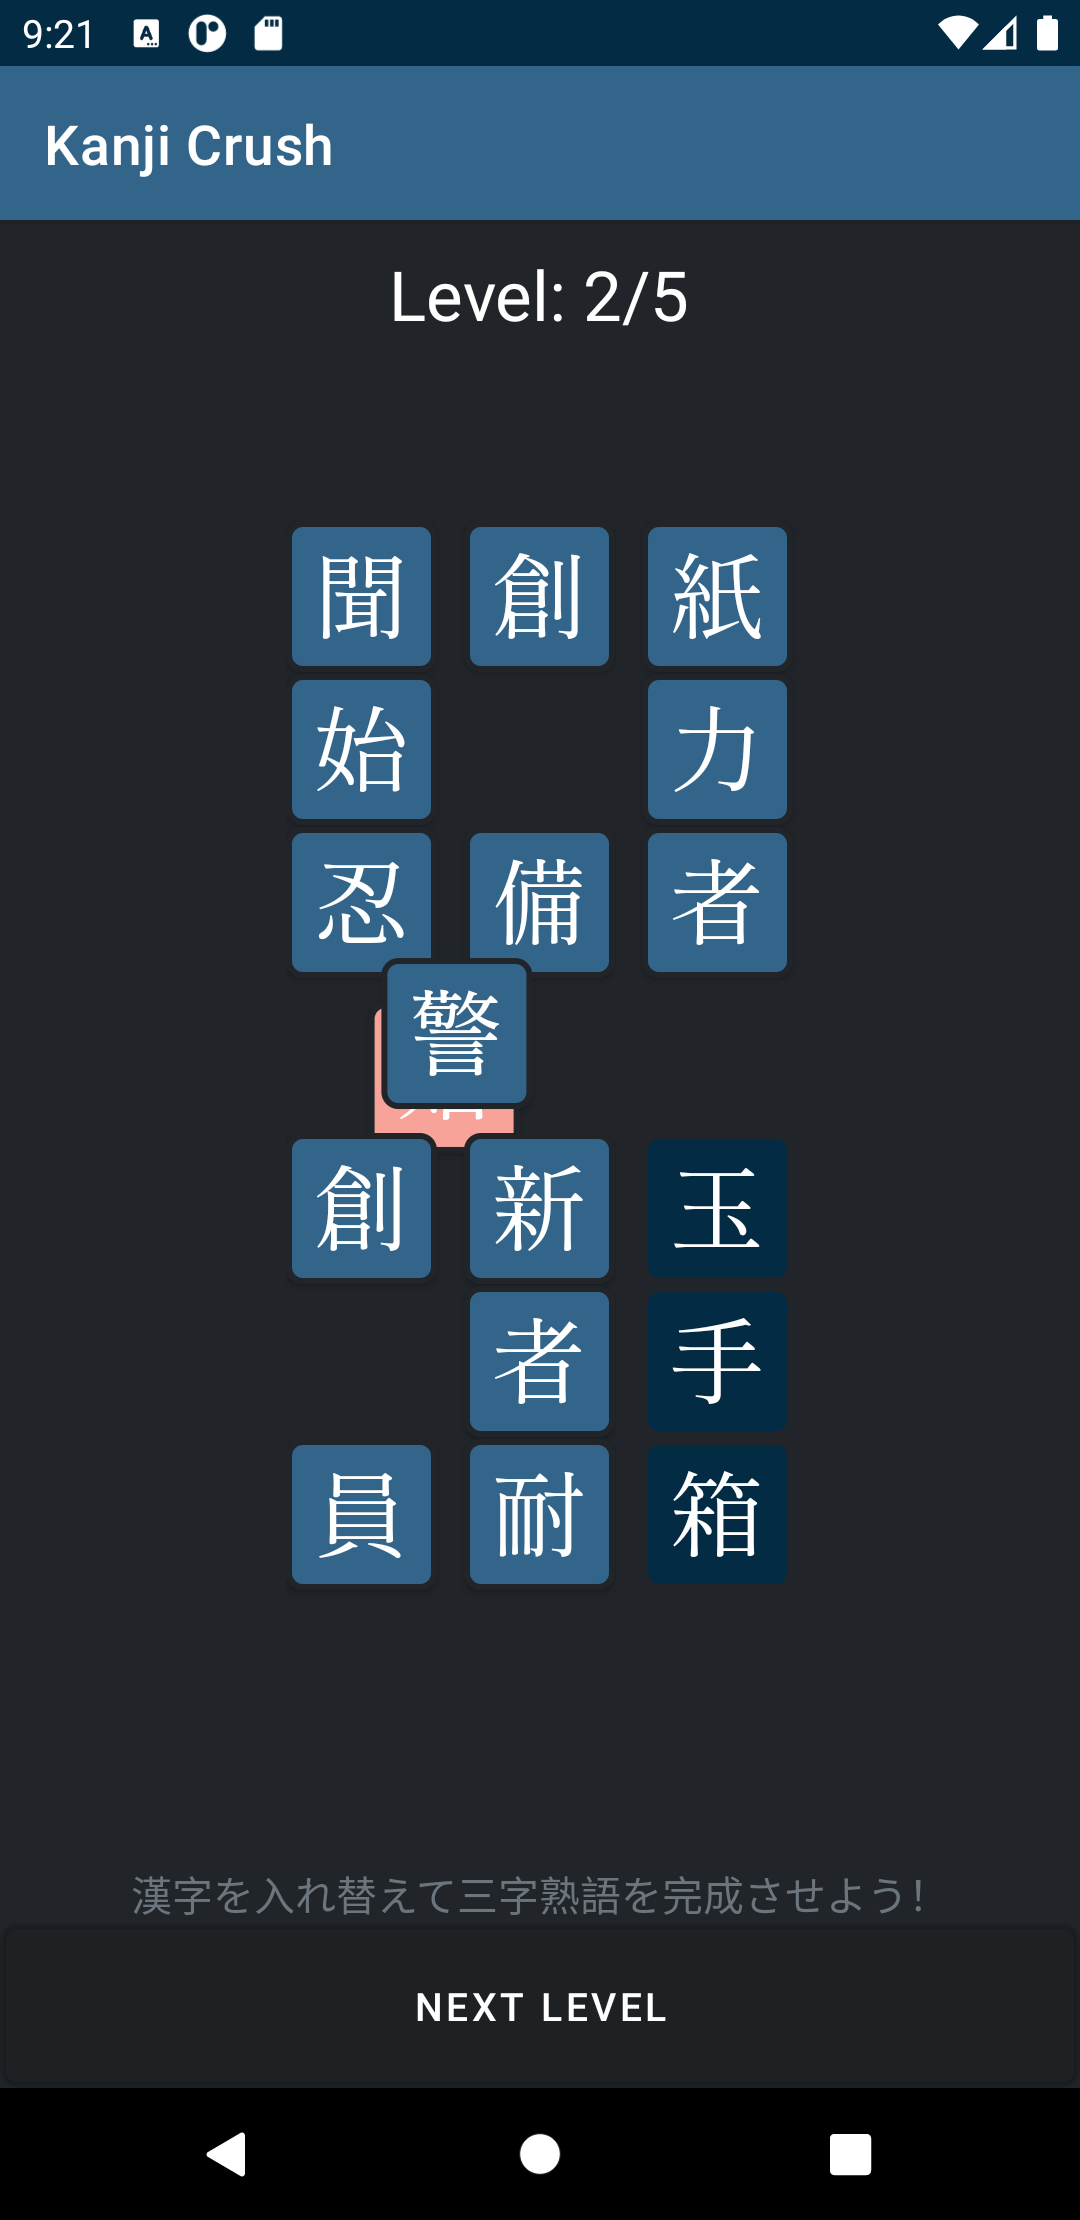 9:21
Kanji Crush
Level: 2/5
聞 創 紙
始 力
忍 備 者
警
創 新 玉
者 手
員 耐 箱
漢字を入れ替えて三字熟語を完成させよう!
NEXT LEVEL